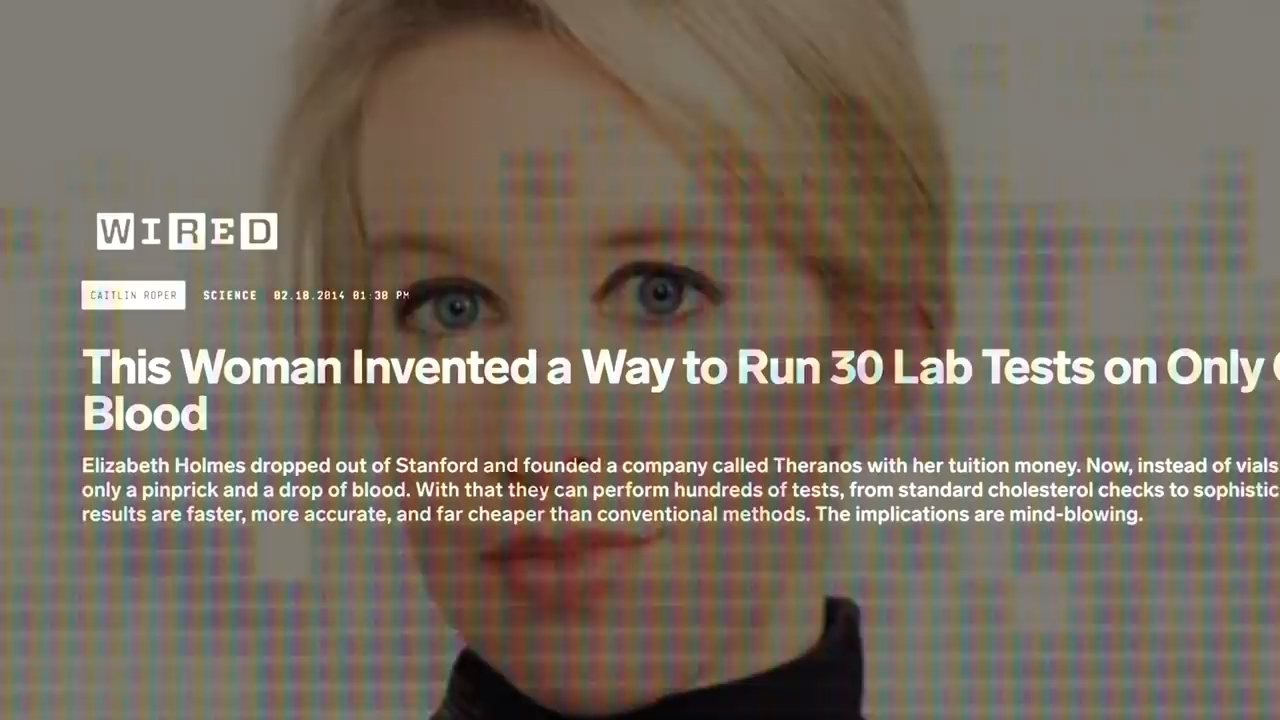 WIRED
CAITLIN ROPER SCIENCE 02.18.2014 01:30 PM
This Woman Invented a Way to Run 30 Lab Tests on Only
Blood
Elizabeth Holmes dropped out of Stanford and founded a company called Theranos with her tuition money. Now, instead of vials
only a pinprick and a drop of blood. With that they can perform hundreds of tests, from standard cholesterol checks to
results are faster, more accurate, and far cheaper than conventional methods. The implications are mind-blowing.